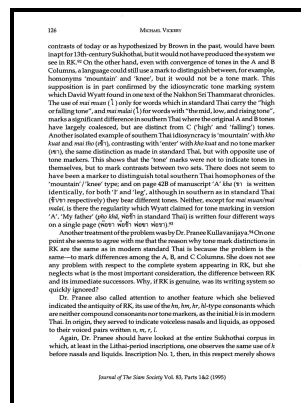 126 MICHAEL VICKERY
contrasts of today or as hypothesized by Brown in the past, would have been
inapt for 13th-century Sukhothai, but it would not have produced the system we
see in RK.⁹² On the other hand, even with convergence of tones in the A and B
Columns, a language could still use a mark to distinguish between, for example,
homonyms 'mountain' and 'knee', but it would not be a tone mark. This
supposition is in part confirmed by the idiosyncratic tone marking system
which David Wyatt found in one text of the Nakhon Sri Thammarat chronicles.
The use of mai muan (  ) only for words which in standard Thai carry the "high
or falling tone", and mai malai (  ) for words with "the mid, low, and rising tone",
marks a significant difference in southern Thai where the original A and B tones
have largely coalesced, but are distinct from C ('high' and 'falling') tones.
Another isolated example of southern Thai idiosyncracy is 'mountain' with kho
kuat and mai tho (  ), contrasting with 'enter' with kho kuat and no tone marker
(  ), the same distinction as made in standard Thai, but with opposite use of
tone markers. This shows that the 'tone' marks were not to indicate tones in
themselves, but to mark contrasts between two sets. There does not seem to
have been a marker to distinguish total southern Thai homophones of the
'mountain' / 'knee' type; and on page 42B of manuscript 'A' kha (  ) is written
identically, for both 'I' and 'leg', although in southern as in standard Thai
(  respectively) they bear different tones. Neither, except for mai muan/mai
malai, is there the regularity which Wyatt claimed for tone marking in version
'A'. 'My father' (  in standard Thai) is written four different ways
on a single page (  ).⁹³
Another treatment of the problem was by Dr. Pranee Kullavanijaya.⁹⁴ On one
point she seems to agree with me that the reason why tone mark distinctions in
RK are the same as in modern standard Thai is because the problem is the
same—to mark differences among the A, B, and C Columns. She does not see
any problem with respect to the complete system appearing in RK, but she
neglects what is the most important consideration, the difference between RK
and its immediate successors. Why, if RK is genuine, was its writing system so
quickly ignored?
Dr. Pranee also called attention to another feature which she believed
indicated the antiquity of RK, its use of the hn, hm, hr, hl-type consonants which
are neither compound consonants nor tone marks, as the initial h is in modern
Thai. In origin, they served to indicate voiceless nasals and liquids, as opposed
to their voiced pairs written n, m, r, l.
Again, Dr. Pranee should have looked at the entire Sukhothai corpus in
which, at least in the Lithai-period inscriptions, one observes the same use of h
before nasals and liquids. Inscription No. 1, then, in this respect merely shows
Journal of The Siam Society Vol. 83, Parts 1&2 (1995)